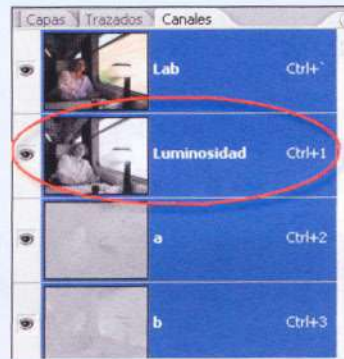 Capas Trazados Canales
Lab Ctrl+`
Luminosidad Ctrl+1
a Ctrl+2
b Ctrl+3